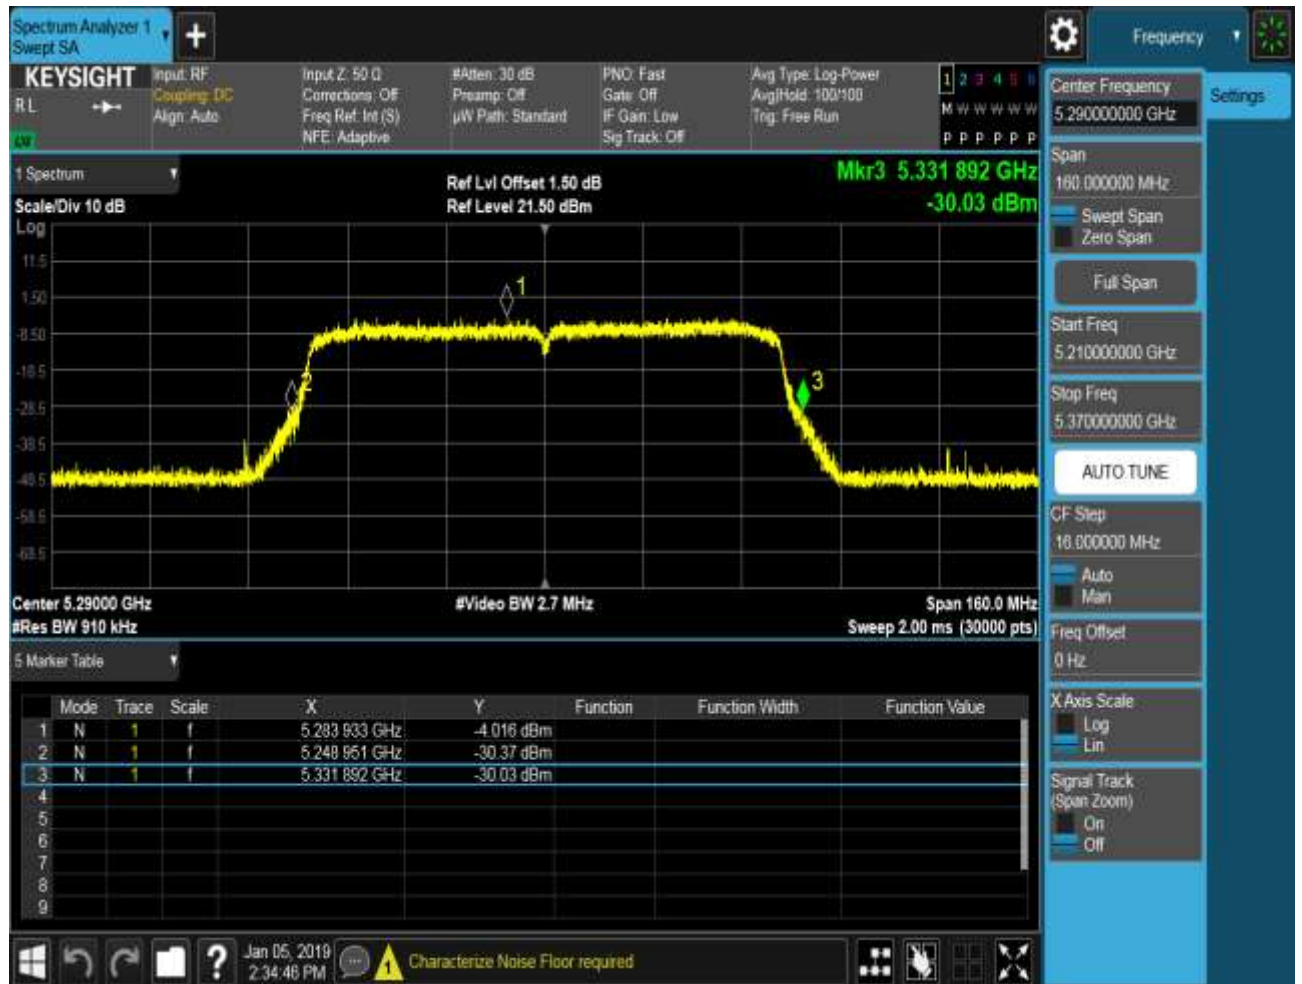 Spectrum Analyzer 1
Swept SA
Frequency
KEYSIGHT
RL
Input: RF
Coupling: DC
Align: Auto
Input Z: 50 Ω
Corrections: Off
Freq Ref: Int (S)
NFE: Adaptive
#Atten: 30 dB
Preamp: Off
µW Path: Standard
PNO: Fast
Gate: Off
IF Gain: Low
Sig Track: Off
Avg Type: Log-Power
Avg|Hold: 100/100
Trig: Free Run
1 2 3 4 5 6
M W W W W W
P P P P P P
1 Spectrum
Scale/Div 10 dB
Log
Ref Lvl Offset 1.50 dB
Ref Level 21.50 dBm
Mkr3 5.331 892 GHz
-30.03 dBm
11.5
1.50
-8.50
-18.5
-28.5
-38.5
-48.5
-58.5
-68.5
1
2
3
Center 5.29000 GHz
#Res BW 910 kHz
#Video BW 2.7 MHz
Span 160.0 MHz
Sweep 2.00 ms (30000 pts)
5 Marker Table
Mode Trace Scale X Y Function Function Width Function Value
1 N 1 f 5.283 933 GHz -4.016 dBm
2 N 1 f 5.248 951 GHz -30.37 dBm
3 N 1 f 5.331 892 GHz -30.03 dBm
4
5
6
7
8
9
Jan 05, 2019
2:34:46 PM
Characterize Noise Floor required
Settings
Center Frequency
5.290000000 GHz
Span
160.000000 MHz
Swept Span
Zero Span
Full Span
Start Freq
5.210000000 GHz
Stop Freq
5.370000000 GHz
AUTO TUNE
CF Step
16.000000 MHz
Auto
Man
Freq Offset
0 Hz
X Axis Scale
Log
Lin
Signal Track
(Span Zoom)
On
Off